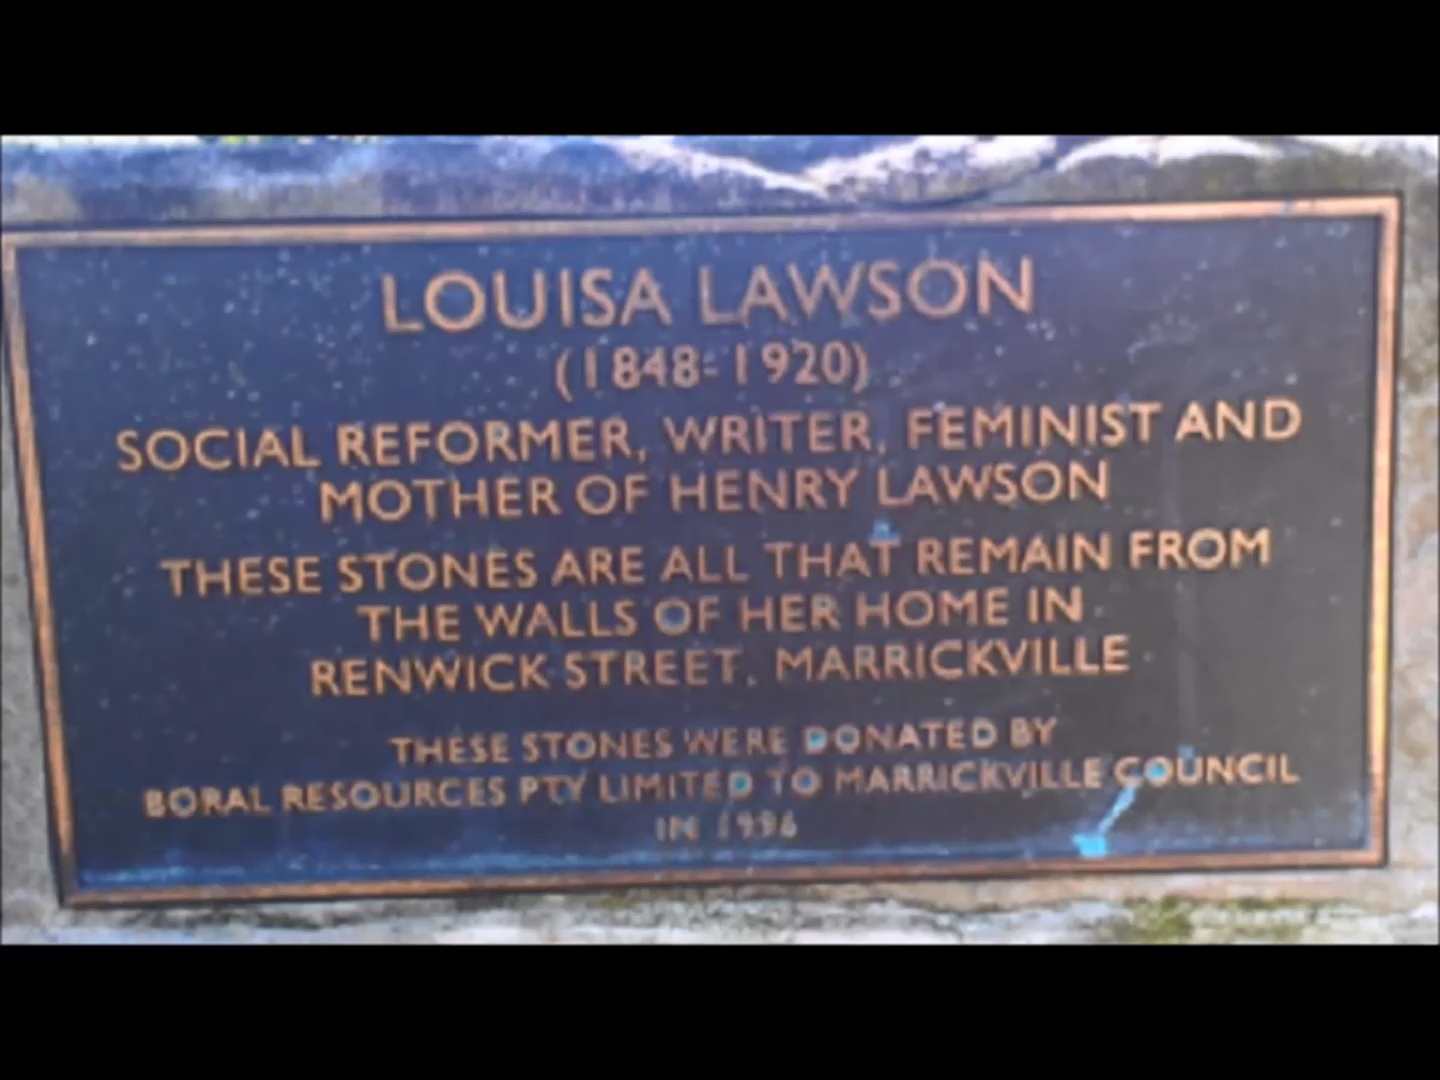 LOUISA LAWSON
(1848-1920)
SOCIAL REFORMER, WRITER, FEMINIST AND
MOTHER OF HENRY LAWSON
THESE STONES ARE ALL THAT REMAIN FROM
THE WALLS OF HER HOME IN
RENWICK STREET, MARRICKVILLE
THESE STONES WERE DONATED BY
BORAL RESOURCES PTY LIMITED TO MARRICKVILLE COUNCIL
IN 1996